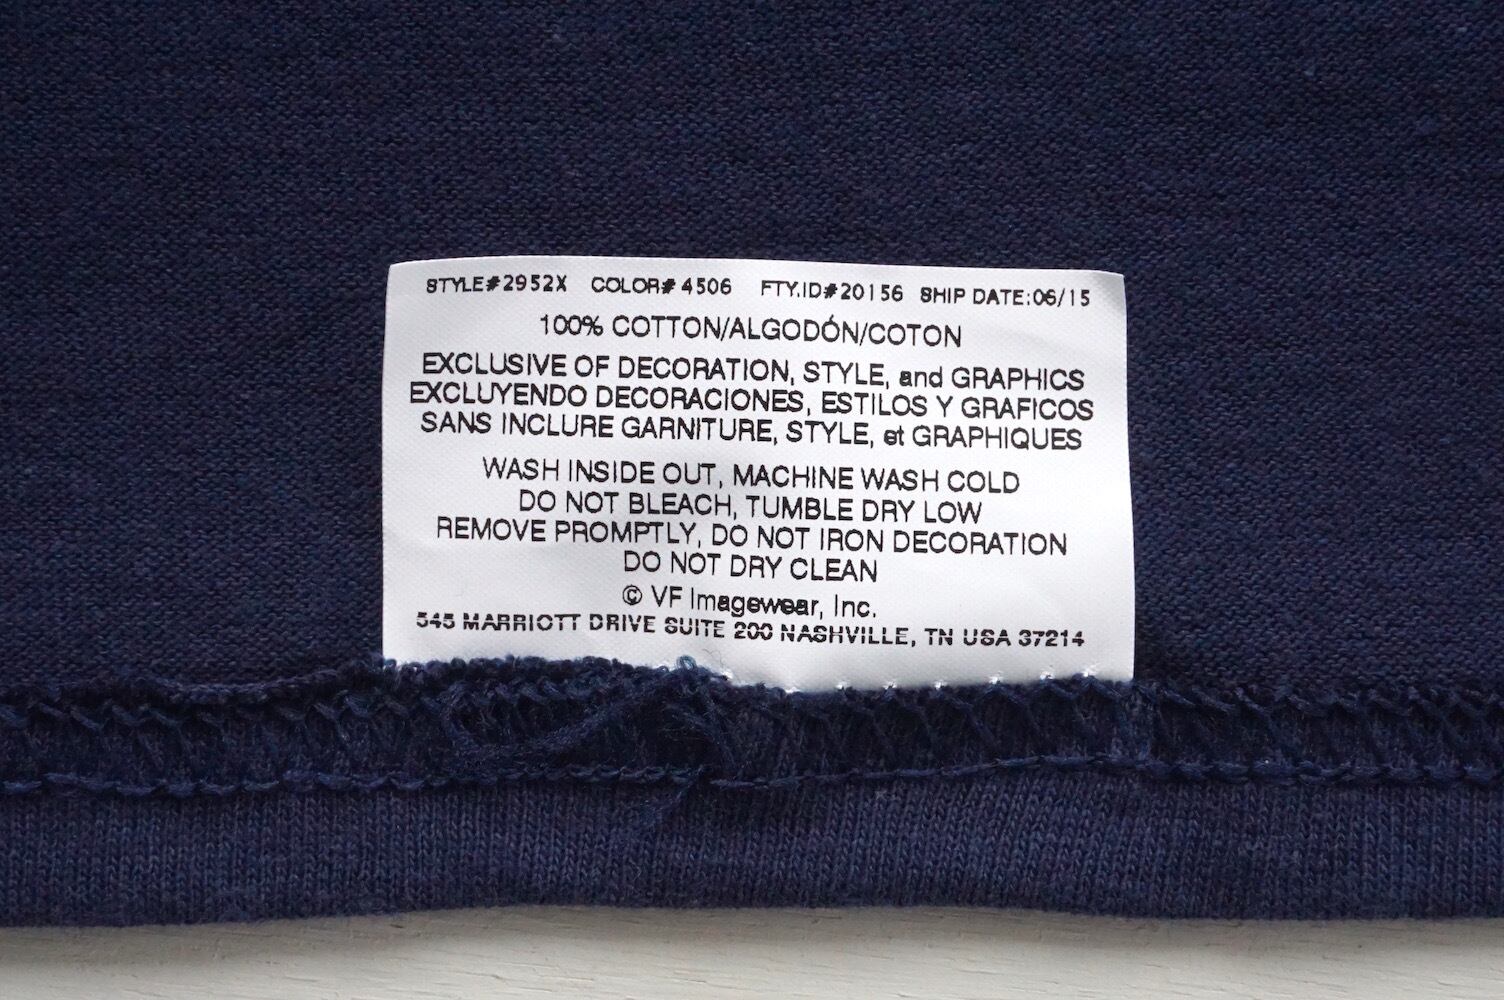 STYLE#2952X COLOR#4506 FTY.ID#20156 SHIP DATE:06/15
100% COTTON/ALGODÓN/COTON
EXCLUSIVE OF DECORATION, STYLE, and GRAPHICS
EXCLUYENDO DECORACIONES, ESTILOS Y GRAFICOS
SANS INCLURE GARNITURE, STYLE, et GRAPHIQUES
WASH INSIDE OUT, MACHINE WASH COLD
DO NOT BLEACH, TUMBLE DRY LOW
REMOVE PROMPTLY, DO NOT IRON DECORATION
DO NOT DRY CLEAN
© VF Imagewear, Inc.
545 MARRIOTT DRIVE SUITE 200 NASHVILLE, TN USA 37214